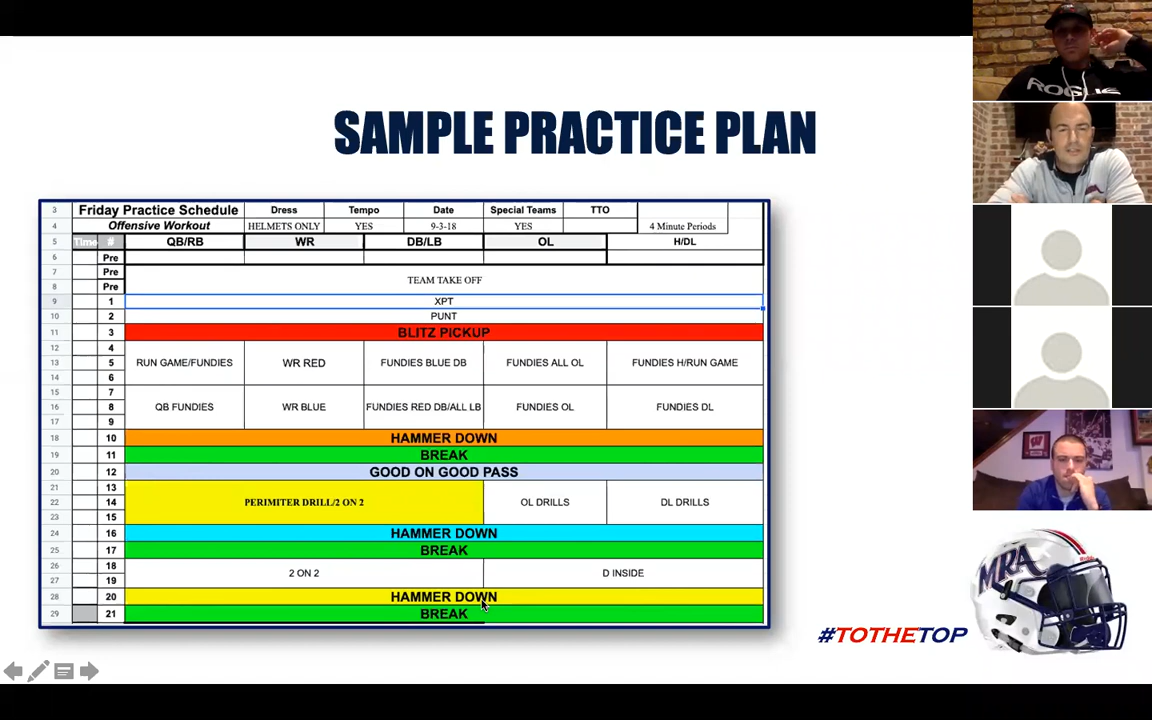 ROGUE
SAMPLE PRACTICE PLAN
3 Friday Practice Schedule Dress Tempo Date Special Teams TTO
4 Offensive Workout HELMETS ONLY YES 9-3-18 YES 4 Minute Periods
5 Time # QB/RB WR DB/LB OL H/DL
6 Pre
7 Pre
TEAM TAKE OFF
8 Pre
9 1 XPT
10 2 PUNT
11 3 BLITZ PICKUP
12 4
13 5 RUN GAME/FUNDIES WR RED FUNDIES BLUE DB FUNDIES ALL OL FUNDIES H/RUN GAME
14 6
15 7
16 8 QB FUNDIES WR BLUE FUNDIES RED DB/ALL LB FUNDIES OL FUNDIES DL
17 9
18 10 HAMMER DOWN
19 11 BREAK
20 12 GOOD ON GOOD PASS
21 13
22 14 PERIMITER DRILL/2 ON 2 OL DRILLS DL DRILLS
23 15
24 16 HAMMER DOWN
25 17 BREAK
26 18
2 ON 2 D INSIDE
27 19
28 20 HAMMER DOWN
29 21 BREAK
MRA
#TOTHETOP